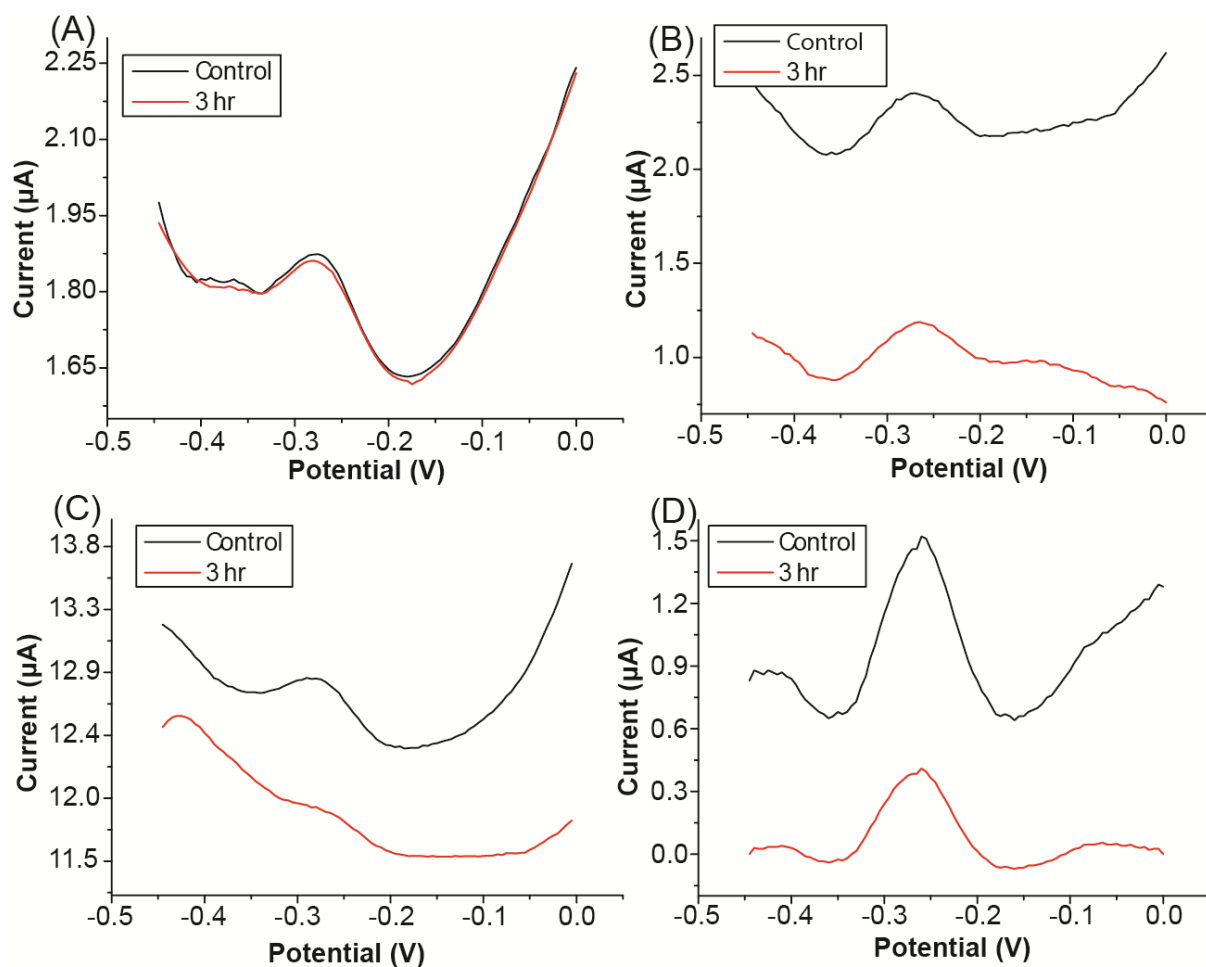 (A)
Control
3 hr
2.25
2.10
1.95
1.80
1.65
Current (µA)
-0.5 -0.4 -0.3 -0.2 -0.1 0.0
Potential (V)
(B)
Control
3 hr
2.5
2.0
1.5
1.0
Current (µA)
-0.5 -0.4 -0.3 -0.2 -0.1 0.0
Potential (V)
(C)
Control
3 hr
13.8
13.3
12.9
12.4
12.0
11.5
Current (µA)
-0.5 -0.4 -0.3 -0.2 -0.1 0.0
Potential (V)
(D)
Control
3 hr
1.5
1.2
0.9
0.6
0.3
0.0
Current (µA)
-0.5 -0.4 -0.3 -0.2 -0.1 0.0
Potential (V)